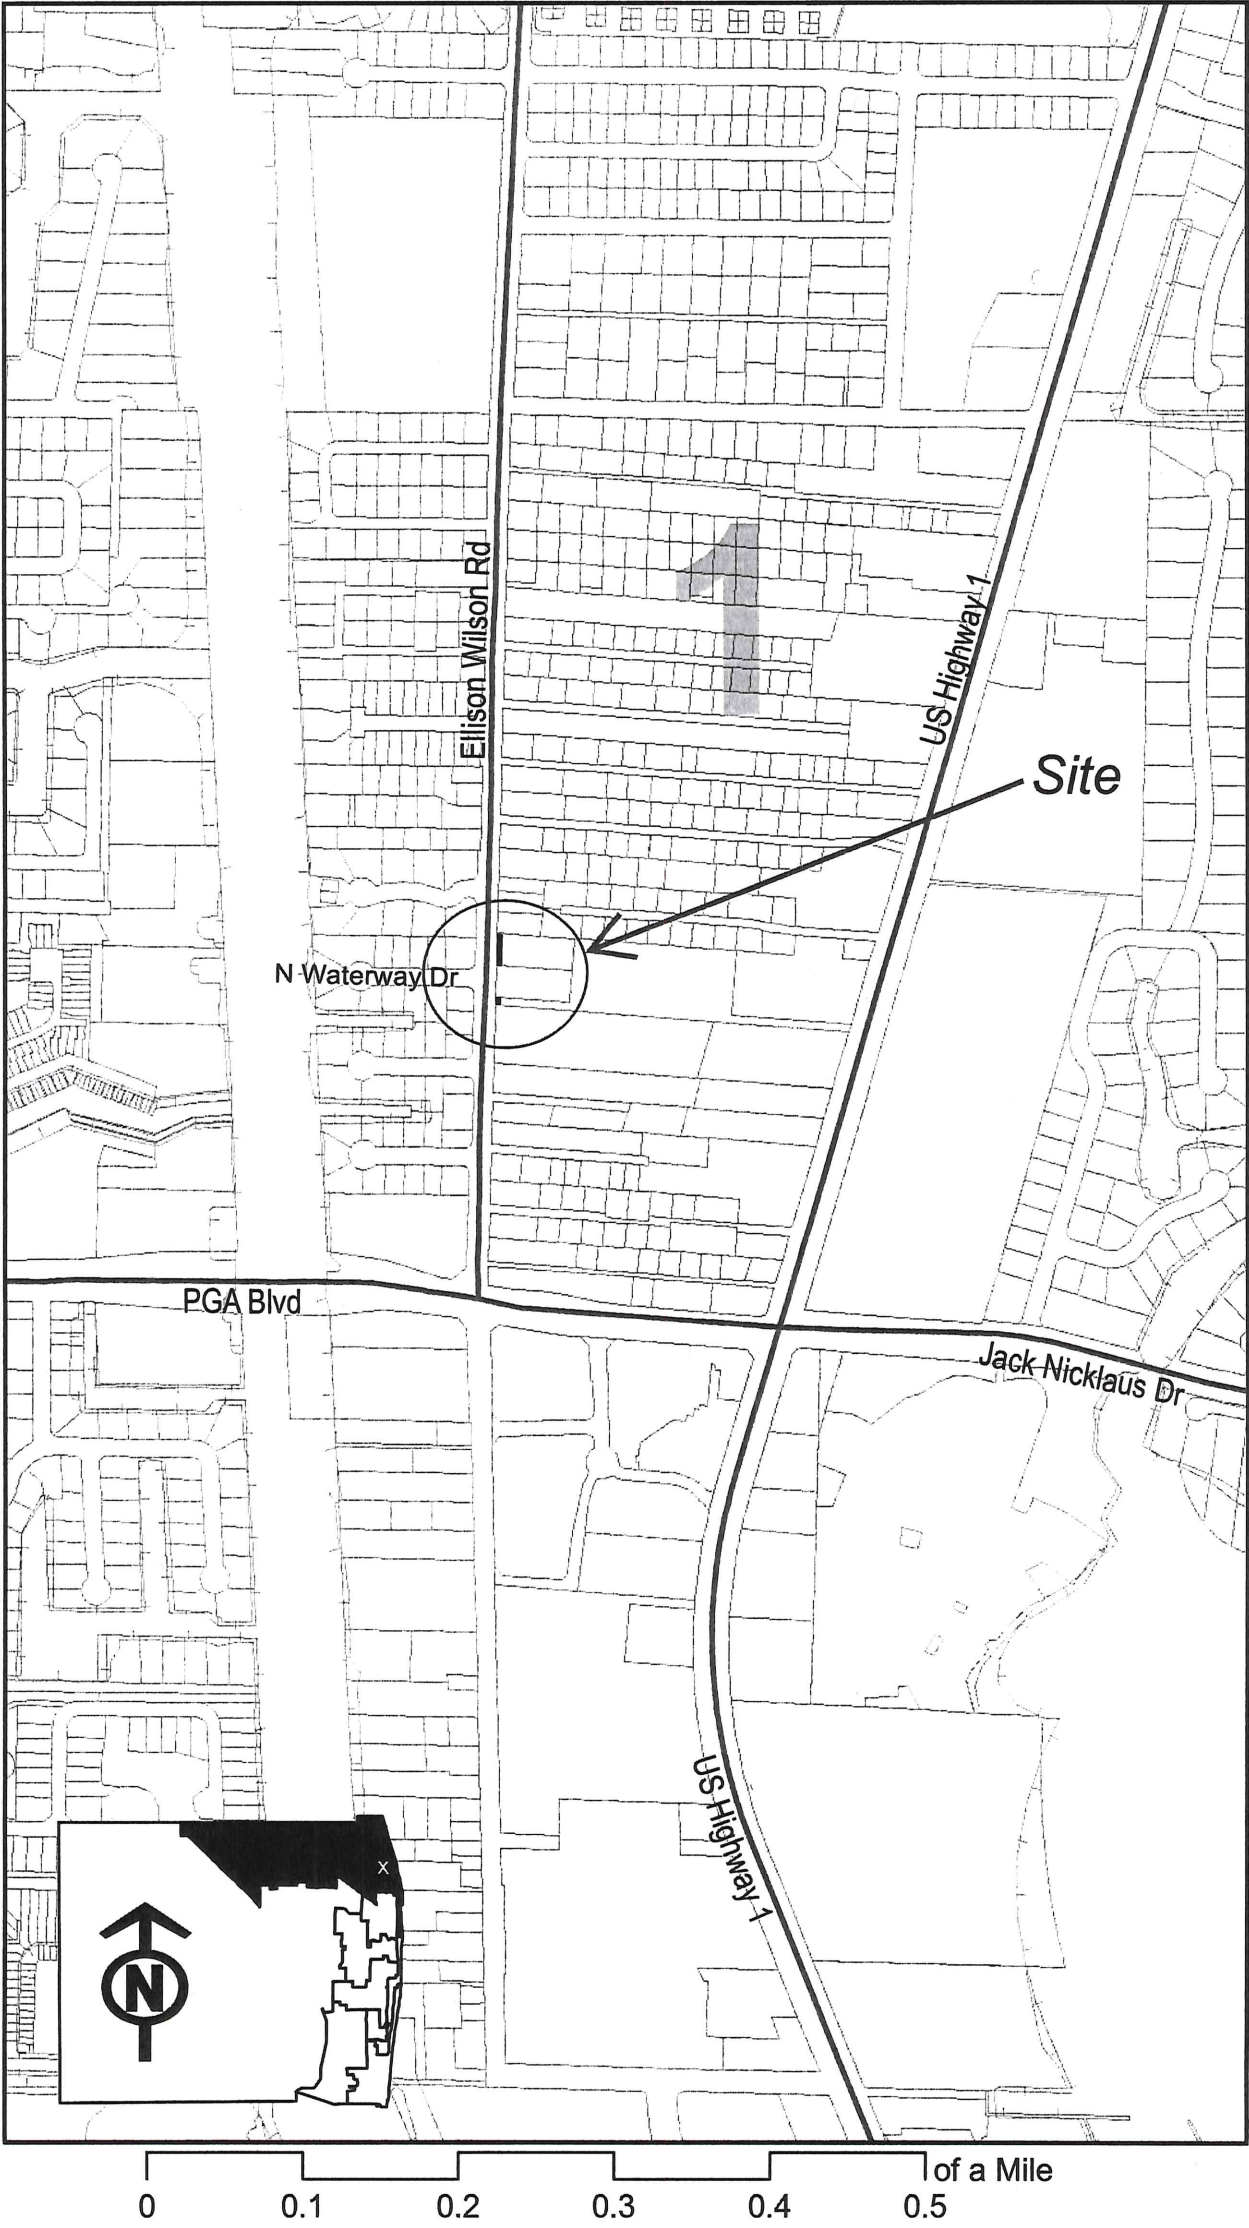 1
Ellison Wilson Rd
US Highway 1
Site
N Waterway Dr
PGA Blvd
Jack Nicklaus Dr
US Highway 1
X
N
of a Mile
0 0.1 0.2 0.3 0.4 0.5